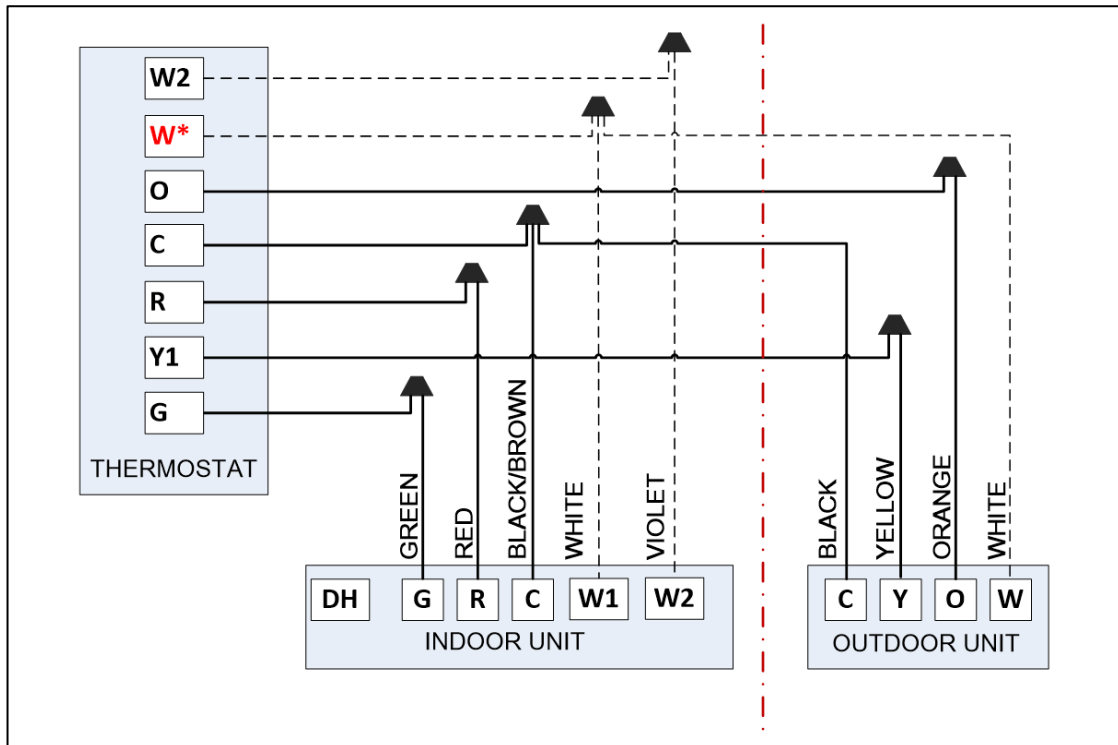 W2
W*
O
C
R
Y1
G
THERMOSTAT
GREEN
RED
BLACK/BROWN
WHITE
VIOLET
BLACK
YELLOW
ORANGE
WHITE
DH G R C W1 W2
INDOOR UNIT
C Y O W
OUTDOOR UNIT